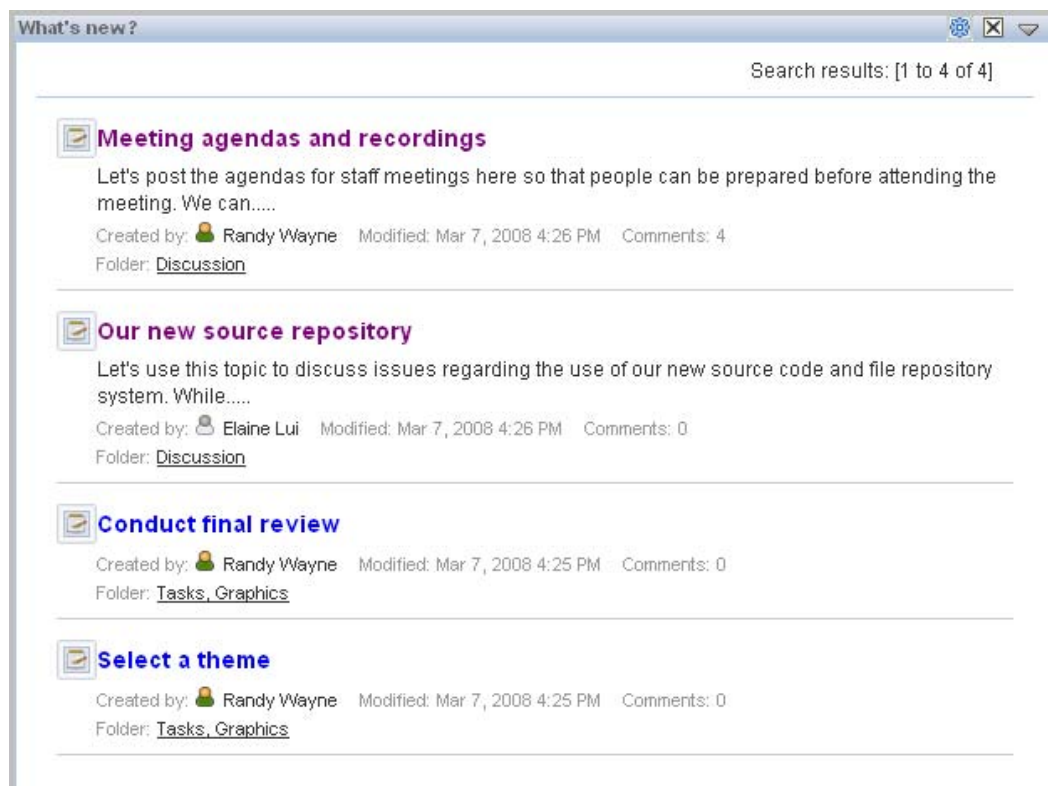 What's new?
Search results: [1 to 4 of 4]
Meeting agendas and recordings
Let's post the agendas for staff meetings here so that people can be prepared before attending the
meeting. We can.....
Created by: Randy Wayne Modified: Mar 7, 2008 4:26 PM Comments: 4
Folder: Discussion
Our new source repository
Let's use this topic to discuss issues regarding the use of our new source code and file repository
system. While.....
Created by: Elaine Lui Modified: Mar 7, 2008 4:26 PM Comments: 0
Folder: Discussion
Conduct final review
Created by: Randy Wayne Modified: Mar 7, 2008 4:25 PM Comments: 0
Folder: Tasks, Graphics
Select a theme
Created by: Randy Wayne Modified: Mar 7, 2008 4:25 PM Comments: 0
Folder: Tasks, Graphics